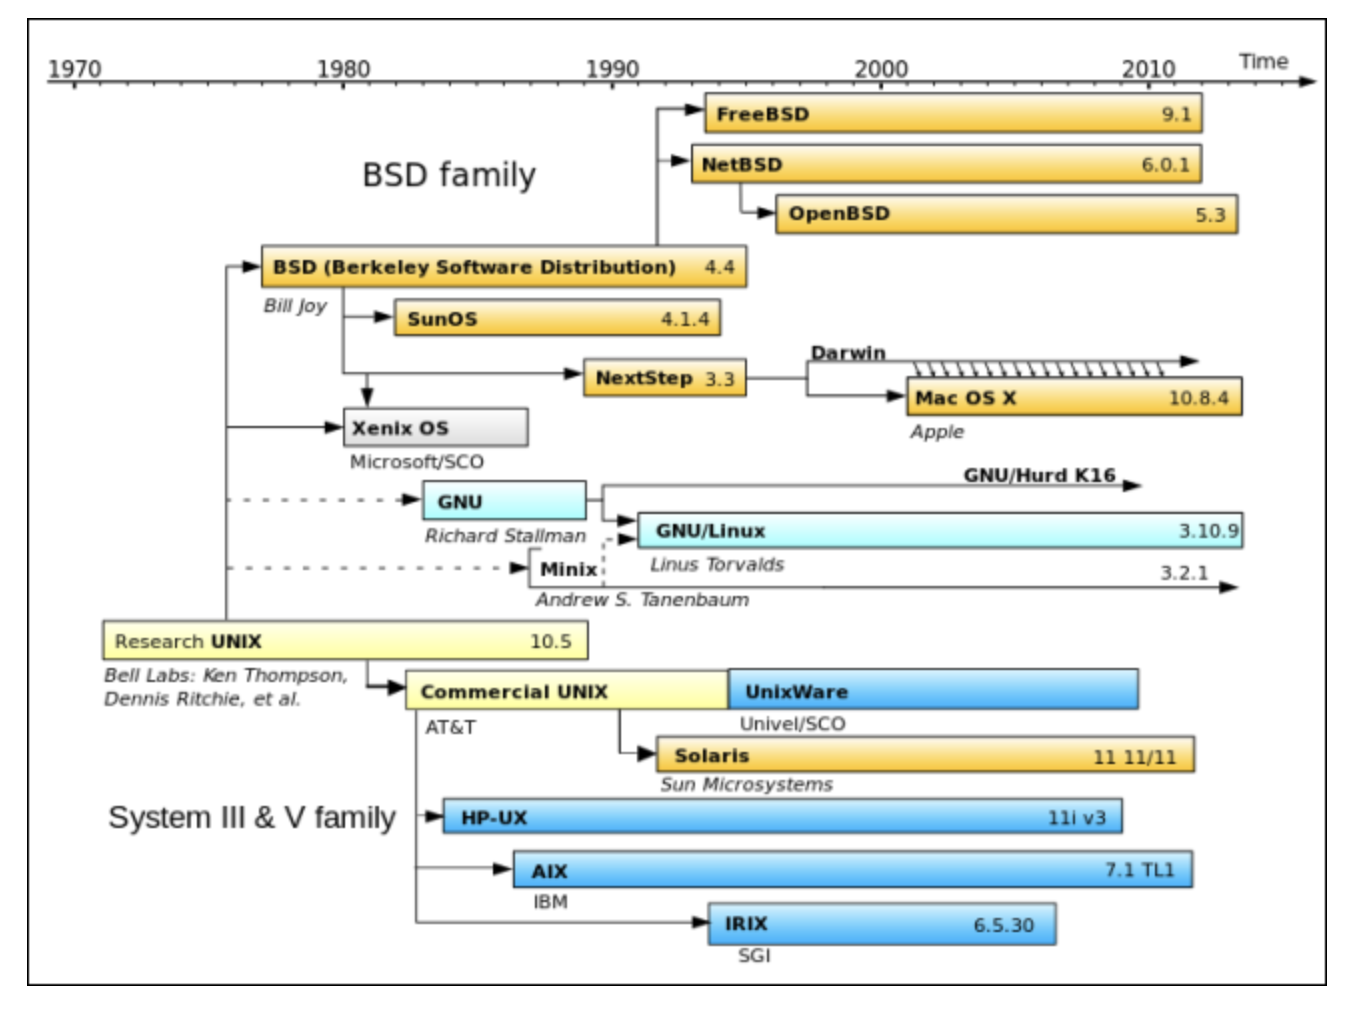 1970 1980 1990 2000 2010 Time
FreeBSD 9.1
BSD family
NetBSD 6.0.1
OpenBSD 5.3
BSD (Berkeley Software Distribution) 4.4
Bill Joy
SunOS 4.1.4
Darwin
NextStep 3.3
Mac OS X 10.8.4
Apple
Xenix OS
Microsoft/SCO
GNU/Hurd K16
GNU
Richard Stallman
GNU/Linux 3.10.9
Linus Torvalds
Minix 3.2.1
Andrew S. Tanenbaum
Research UNIX 10.5
Bell Labs: Ken Thompson,
Dennis Ritchie, et al.
Commercial UNIX
UnixWare
AT&T
Univel/SCO
Solaris 11 11/11
Sun Microsystems
System III & V family
HP-UX 11i v3
AIX 7.1 TL1
IBM
IRIX 6.5.30
SGI